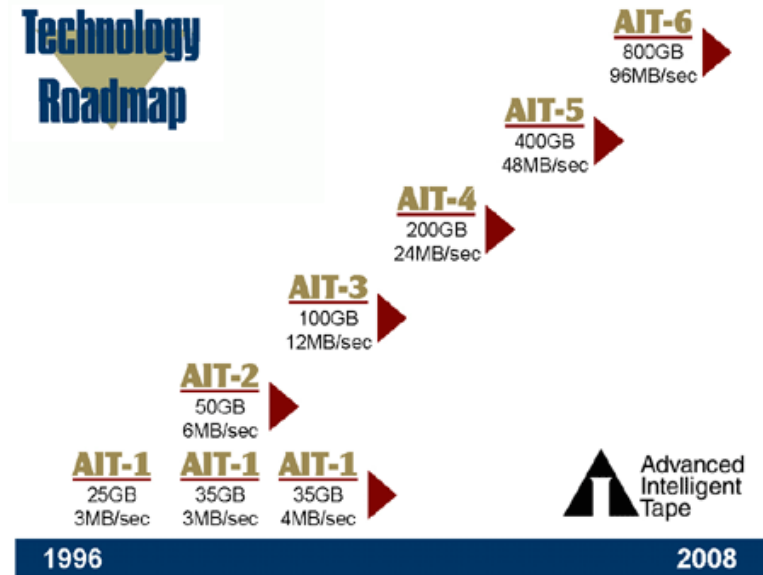 Technology
Roadmap
AIT-6
800GB
96MB/sec
AIT-5
400GB
48MB/sec
AIT-4
200GB
24MB/sec
AIT-3
100GB
12MB/sec
AIT-2
50GB
6MB/sec
AIT-1
25GB
3MB/sec
AIT-1
35GB
3MB/sec
AIT-1
35GB
4MB/sec
Advanced
Intelligent
Tape
1996
2008